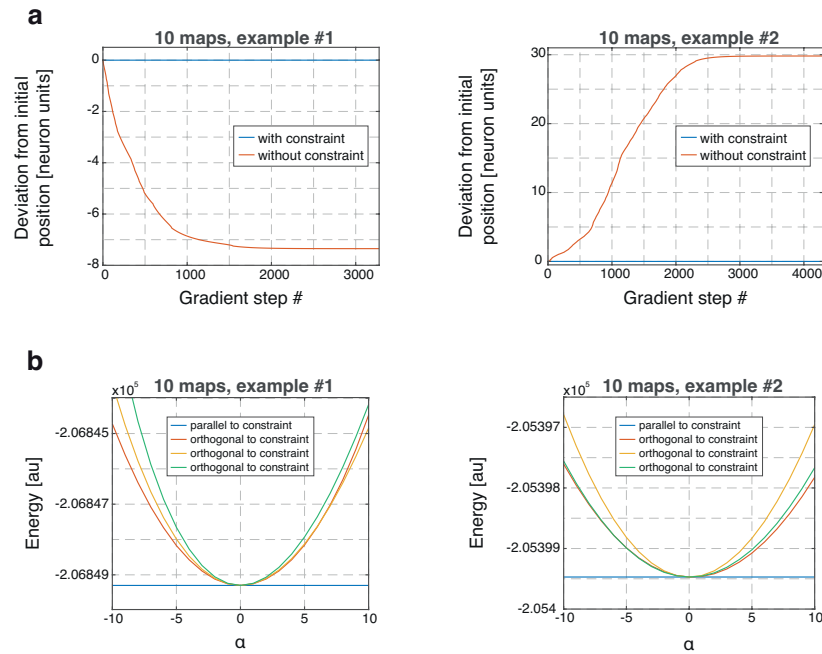 a
10 maps, example #1
Deviation from initial
position [neuron units]
0
-2
-4
-6
-8
with constraint
without constraint
0
1000
2000
3000
Gradient step #
10 maps, example #2
Deviation from initial
position [neuron units]
30
20
10
0
with constraint
without constraint
0
1000
2000
3000
4000
Gradient step #
b
10 maps, example #1
x10⁵
Energy [au]
-2.06845
-2.06847
-2.06849
parallel to constraint
orthogonal to constraint
orthogonal to constraint
orthogonal to constraint
-10
-5
0
5
10
α
10 maps, example #2
x10⁵
Energy [au]
-2.05397
-2.05398
-2.05399
-2.054
parallel to constraint
orthogonal to constraint
orthogonal to constraint
orthogonal to constraint
-10
-5
0
5
10
α